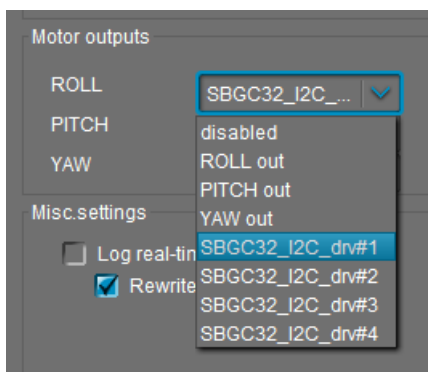 Motor outputs
ROLL
SBGC32_I2C_...
PITCH
disabled
ROLL out
YAW
PITCH out
YAW out
Misc.settings
SBGC32_I2C_drv#1
Log real-tin
SBGC32_I2C_drv#2
Rewrite
SBGC32_I2C_drv#3
SBGC32_I2C_drv#4